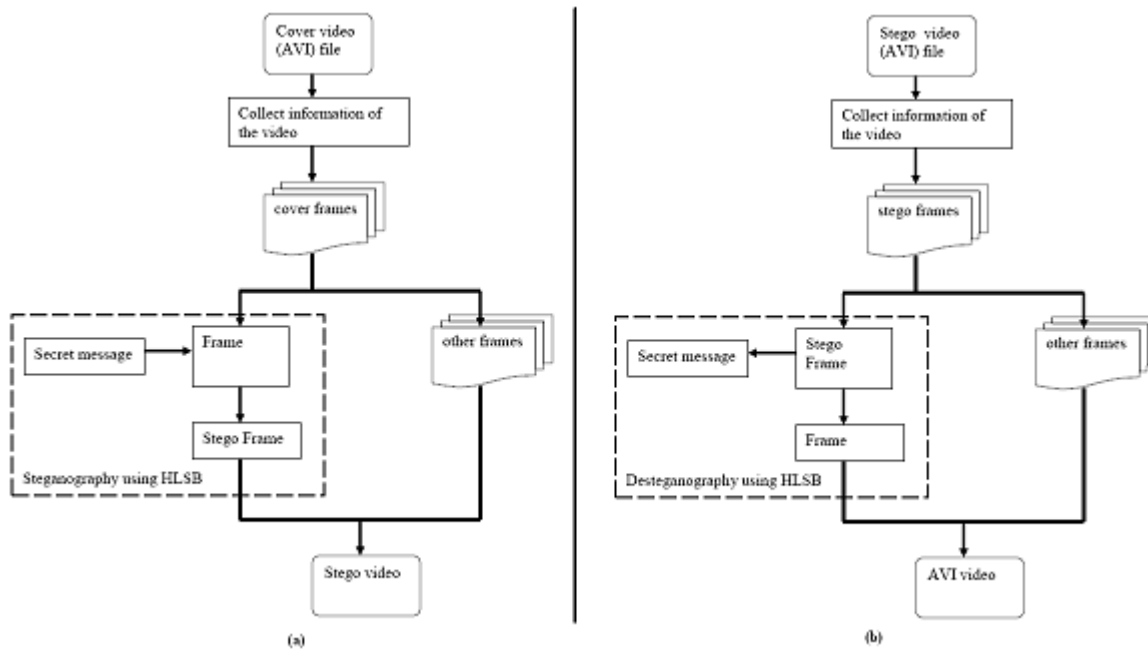 Cover video
(AVI) file
Collect information of
the video
cover frames
Frame
Secret message
other frames
Stego Frame
Steganography using HLSB
Stego video
(a)
Stego video
(AVI) file
Collect information of
the video
stego frames
Stego
Frame
Secret message
other frames
Frame
Desteganography using HLSB
AVI video
(b)